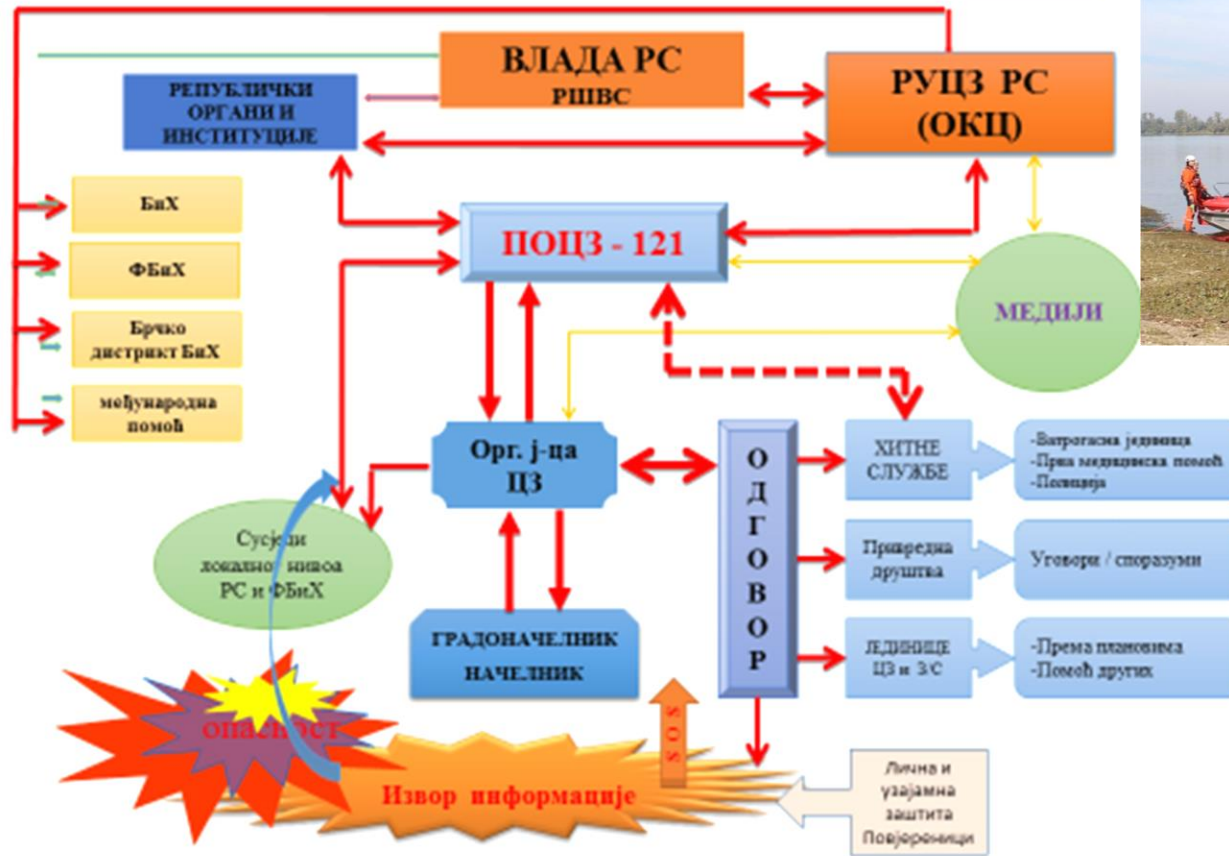 ВЛАДА РС
РШВС
РЕПУБЛИЧКИ
ОРГАНИ И
ИНСТИТУЦИЈЕ
РУЦЗ РС
(ОКЦ)
БиХ
ФБиХ
Брчко
дистрикт БиХ
међународна
помоћ
ПОЦЗ - 121
МЕДИЈИ
Орг. ј-ца
ЦЗ
ОДГОВОР
ХИТНЕ
СЛУЖБЕ
-Ватрогасна јединица
-Прва медицинска помоћ
-Полиција
Сусједи
локалног нивоа
РС и ФБиХ
Привредна
друштва
Уговори / споразуми
ГРАДОНАЧЕЛНИК
НАЧЕЛНИК
ЈЕДИНИЦЕ
ЦЗ и З/С
-Према плановима
-Помоћ других
опасност
SOS
Извор информације
Лична и
узајамна
заштита
Повјереници